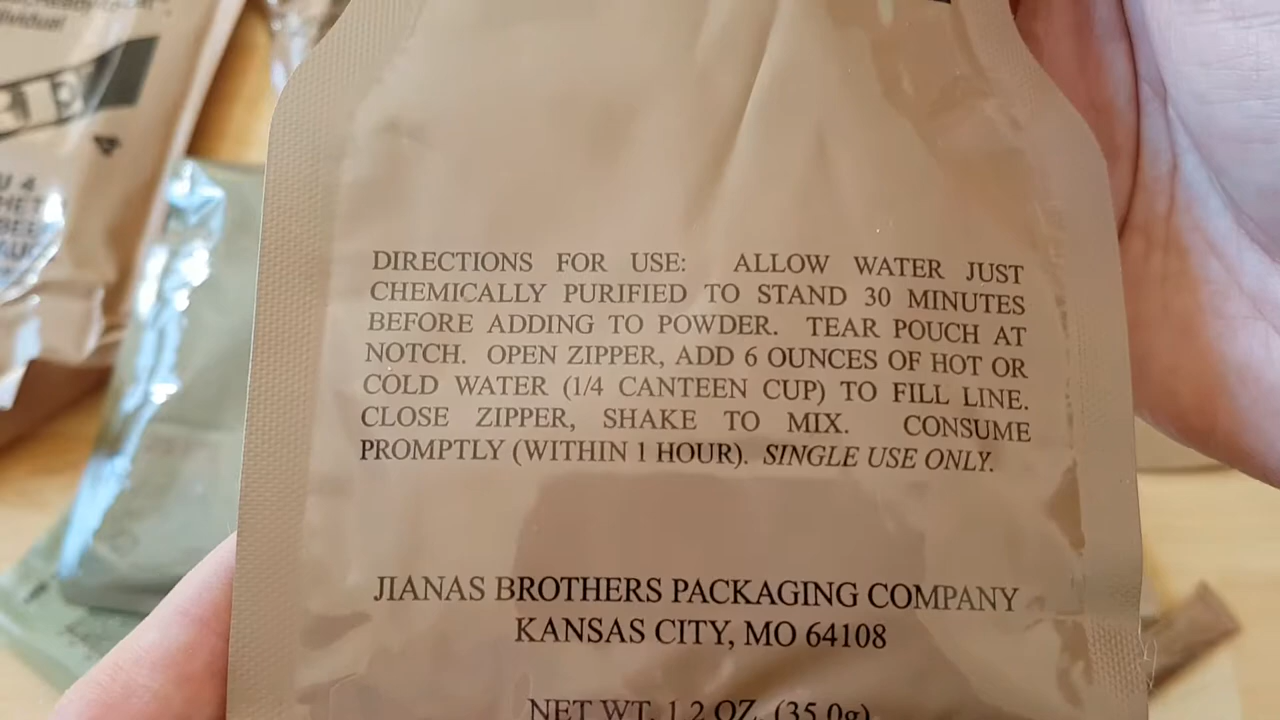 ividual
DIRECTIONS FOR USE: ALLOW WATER JUST
CHEMICALLY PURIFIED TO STAND 30 MINUTES
BEFORE ADDING TO POWDER. TEAR POUCH AT
NOTCH. OPEN ZIPPER, ADD 6 OUNCES OF HOT OR
COLD WATER (1/4 CANTEEN CUP) TO FILL LINE.
CLOSE ZIPPER, SHAKE TO MIX. CONSUME
PROMPTLY (WITHIN 1 HOUR). SINGLE USE ONLY.
JIANAS BROTHERS PACKAGING COMPANY
KANSAS CITY, MO 64108
NET WT. 1.2 OZ. (35.0g)